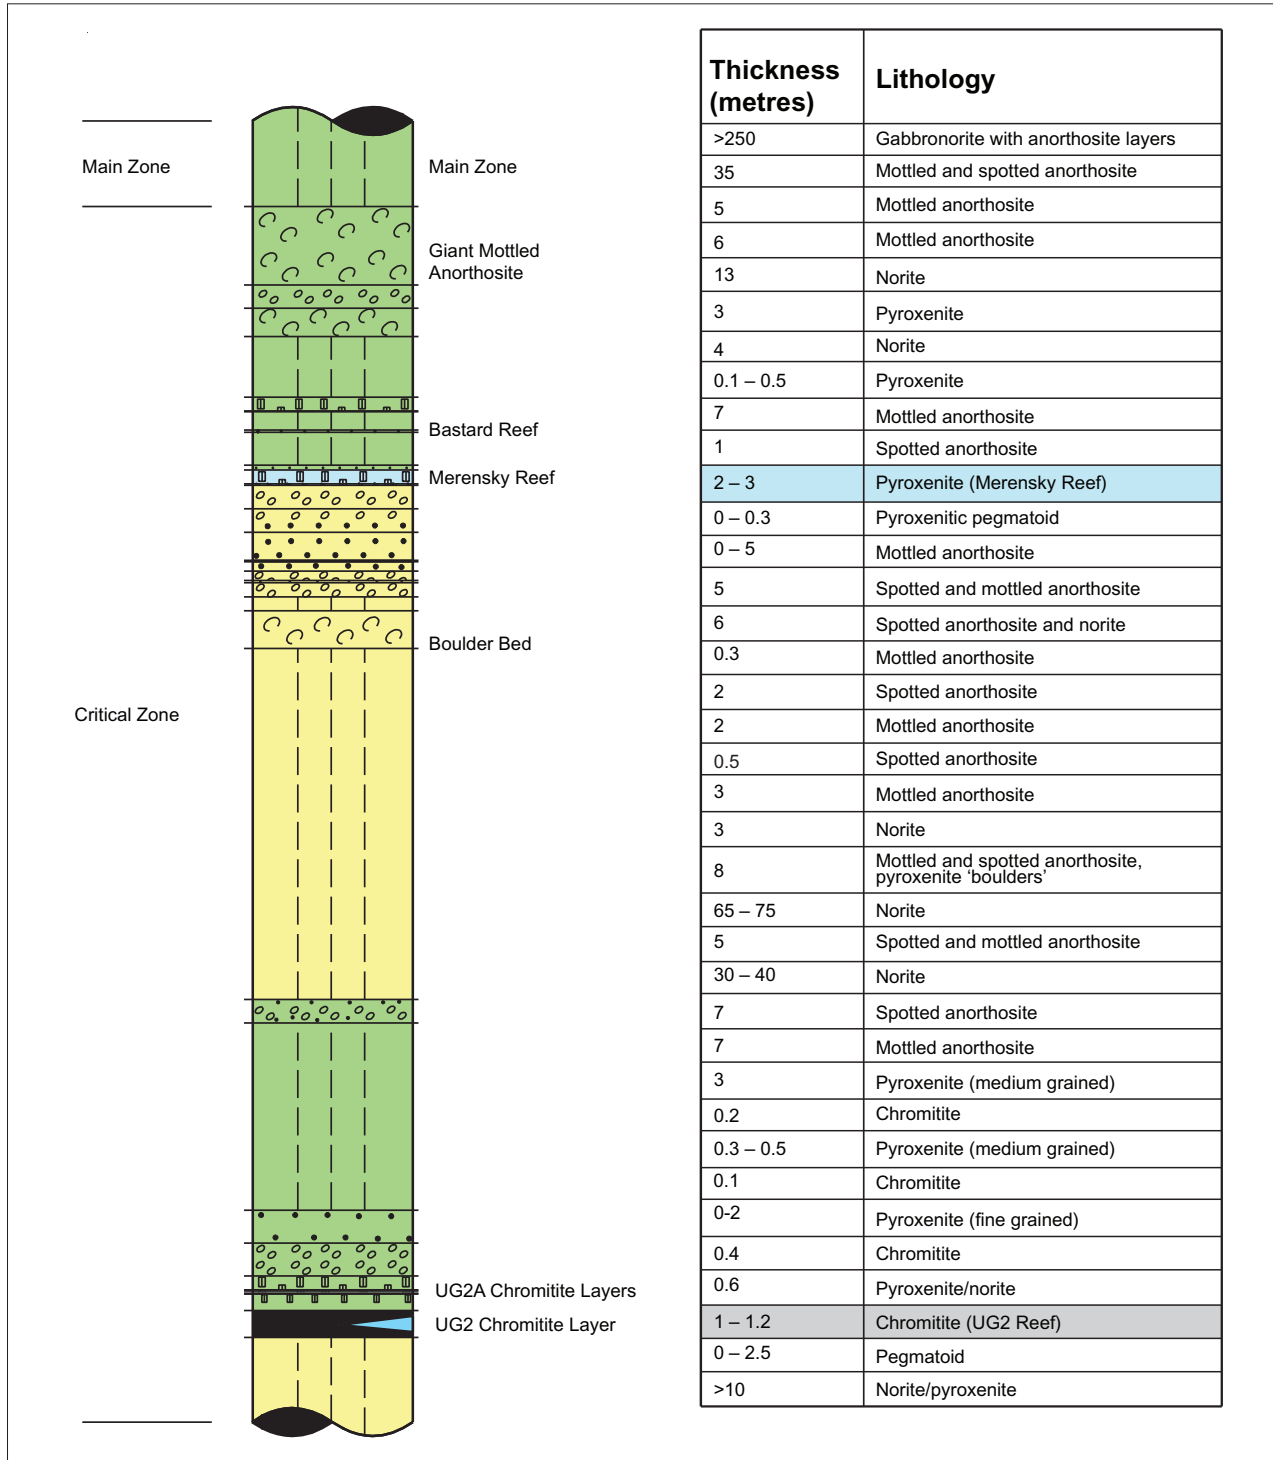 Main Zone
Critical Zone
Main Zone
Giant Mottled
Anorthosite
Bastard Reef
Merensky Reef
Boulder Bed
UG2A Chromitite Layers
UG2 Chromitite Layer
Thickness
(metres)
Lithology
>250 Gabbronorite with anorthosite layers
35 Mottled and spotted anorthosite
5 Mottled anorthosite
6 Mottled anorthosite
13 Norite
3 Pyroxenite
4 Norite
0.1 – 0.5 Pyroxenite
7 Mottled anorthosite
1 Spotted anorthosite
2 – 3 Pyroxenite (Merensky Reef)
0 – 0.3 Pyroxenitic pegmatoid
0 – 5 Mottled anorthosite
5 Spotted and mottled anorthosite
6 Spotted anorthosite and norite
0.3 Mottled anorthosite
2 Spotted anorthosite
2 Mottled anorthosite
0.5 Spotted anorthosite
3 Mottled anorthosite
3 Norite
8 Mottled and spotted anorthosite,
pyroxenite ‘boulders’
65 – 75 Norite
5 Spotted and mottled anorthosite
30 – 40 Norite
7 Spotted anorthosite
7 Mottled anorthosite
3 Pyroxenite (medium grained)
0.2 Chromitite
0.3 – 0.5 Pyroxenite (medium grained)
0.1 Chromitite
0-2 Pyroxenite (fine grained)
0.4 Chromitite
0.6 Pyroxenite/norite
1 – 1.2 Chromitite (UG2 Reef)
0 – 2.5 Pegmatoid
>10 Norite/pyroxenite